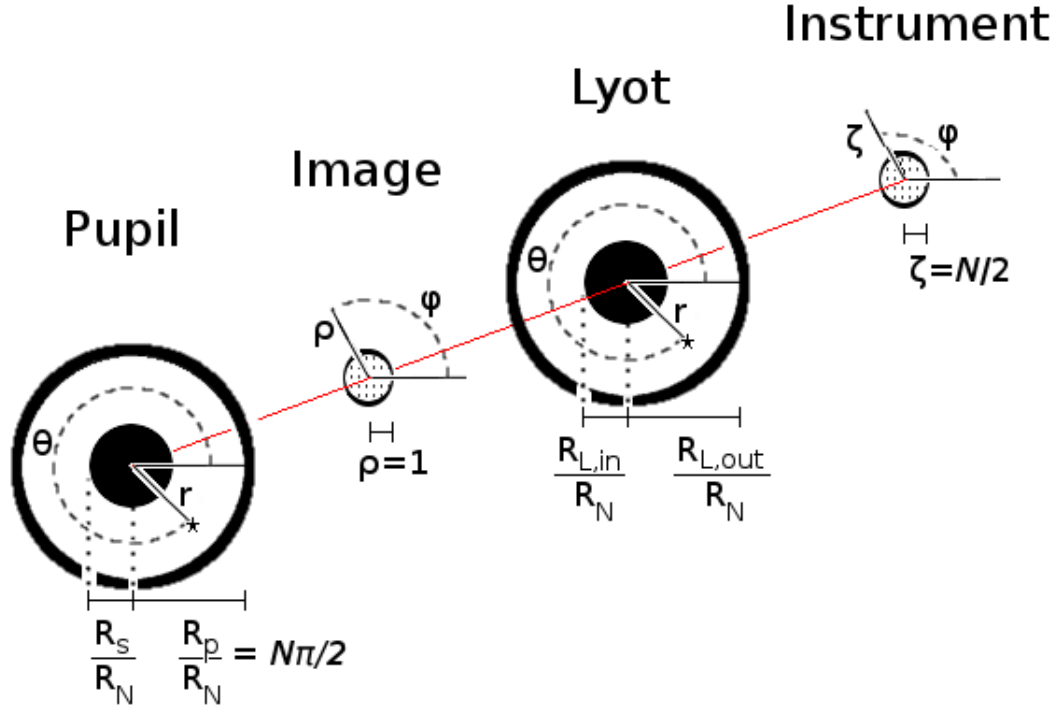 Instrument
Lyot
Image
Pupil
ζ
φ
ζ=N/2
θ
r
R_L,in
R_N
R_L,out
R_N
ρ
φ
ρ=1
θ
r
R_s
R_N
R_p
R_N
= Nπ/2